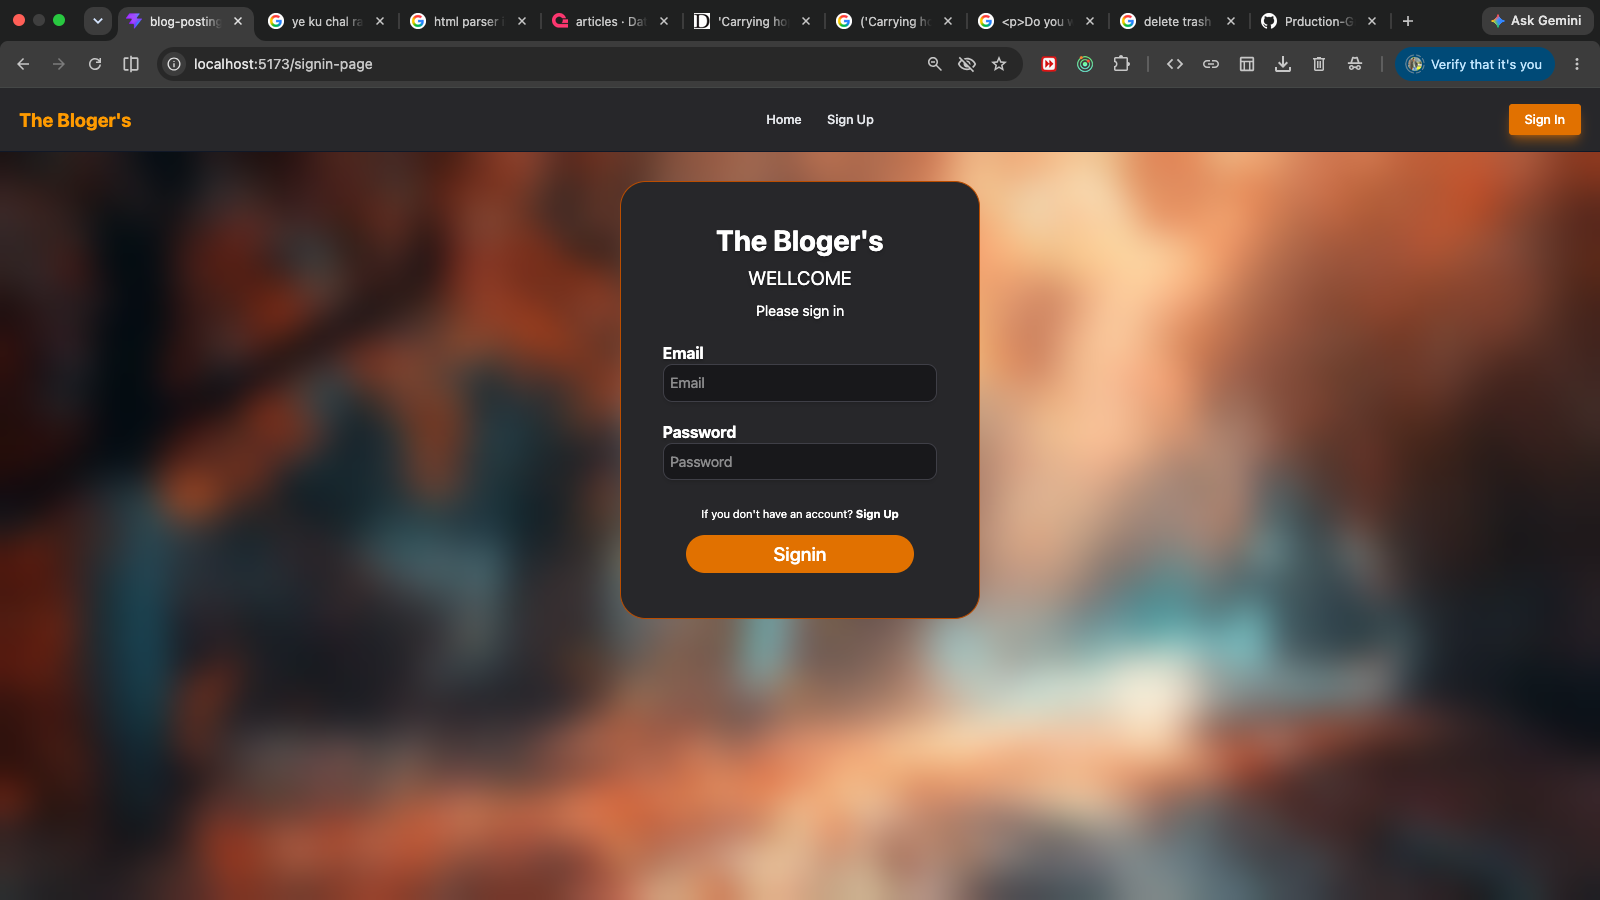 blog-posting
ye ku chal ra
html parser i
articles · Dat
'Carrying ho
('Carrying ho
<p>Do you w
delete trash
Prduction-G
Ask Gemini
localhost:5173/signin-page
Verify that it's you
The Bloger's
Home
Sign Up
Sign In
The Bloger's
WELLCOME
Please sign in
Email
Email
Password
Password
If you don't have an account? Sign Up
Signin